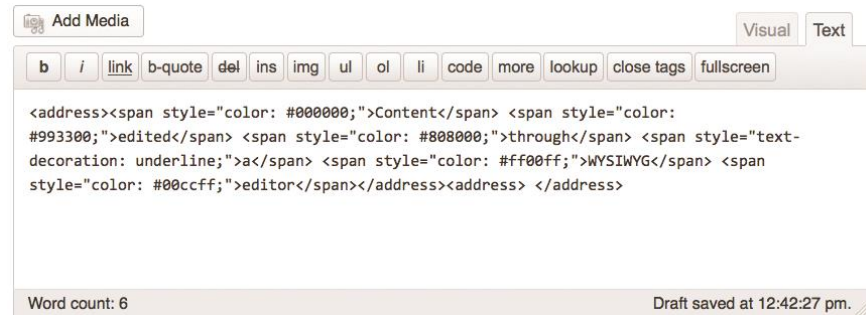 Add Media
Visual Text
b i link b-quote del ins img ul ol li code more lookup close tags fullscreen
<address><span style="color: #000000;">Content</span> <span style="color:
#993300;">edited</span> <span style="color: #808000;">through</span> <span style="text-
decoration: underline;">a</span> <span style="color: #ff00ff;">WYSIWYG</span> <span
style="color: #00ccff;">editor</span></address><address> </address>
Word count: 6 Draft saved at 12:42:27 pm.